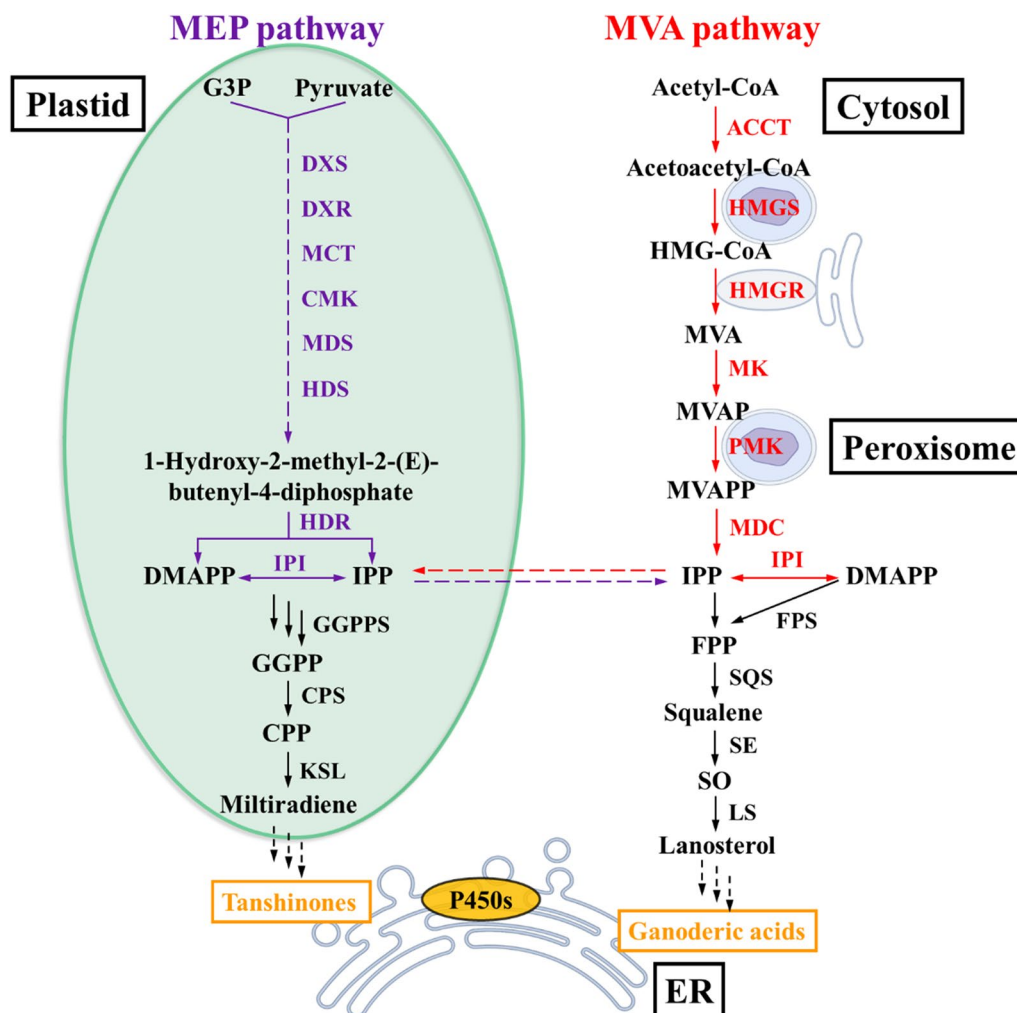 MEP pathway
MVA pathway
Plastid
G3P
Pyruvate
DXS
DXR
MCT
CMK
MDS
HDS
1-Hydroxy-2-methyl-2-(E)-
butenyl-4-diphosphate
HDR
DMAPP
IPI
IPP
GGPPS
GGPP
CPS
CPP
KSL
Miltiradiene
Tanshinones
Acetyl-CoA
Cytosol
ACCT
Acetoacetyl-CoA
HMGS
HMG-CoA
HMGR
MVA
MK
MVAP
PMK
Peroxisome
MVAPP
MDC
IPP
IPI
DMAPP
FPS
FPP
SQS
Squalene
SE
SO
LS
Lanosterol
P450s
Ganoderic acids
ER